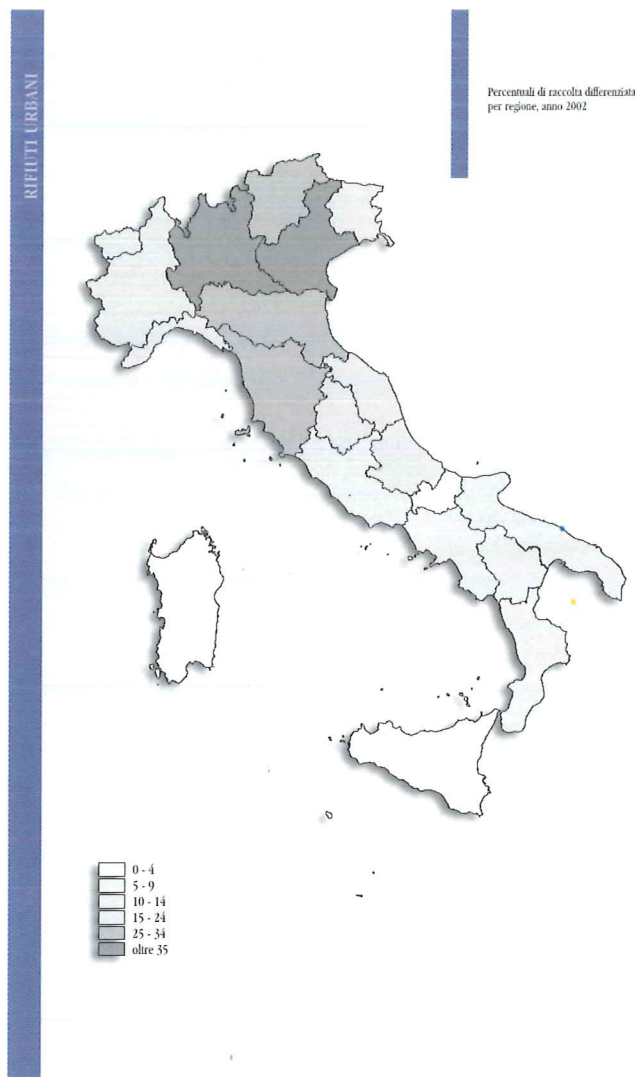 RIFIUTI URBANI
Percentuali di raccolta differenziata
per regione, anno 2002
0 - 4
5 - 9
10 - 14
15 - 24
25 - 34
oltre 35